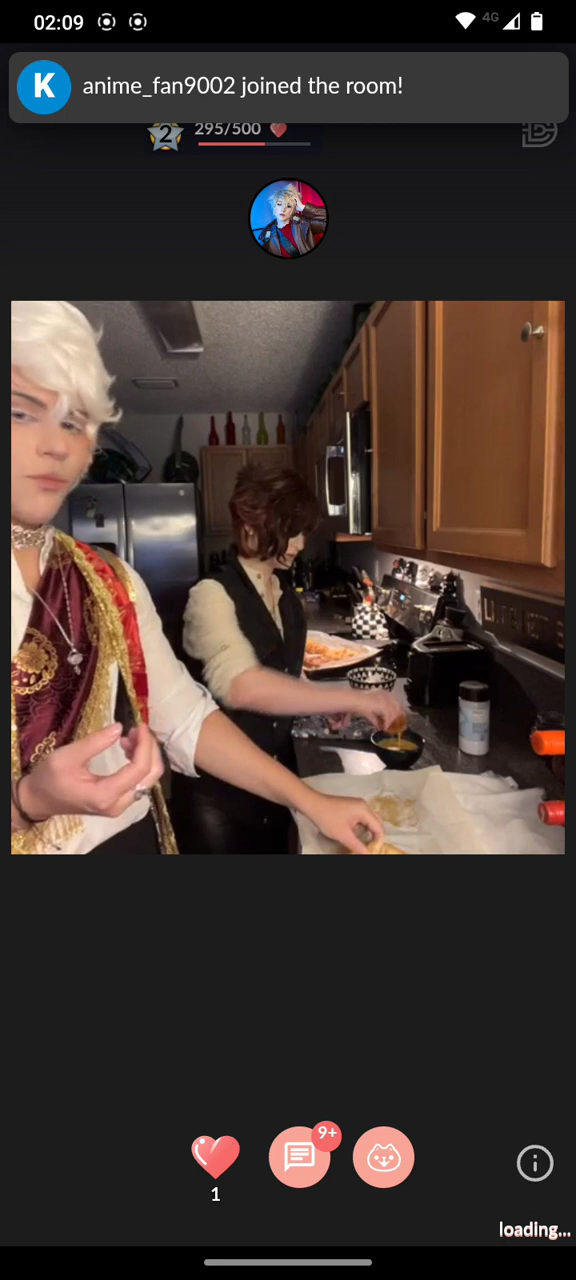 02:09
4G
K
anime_fan9002 joined the room!
2
295/500
9+
1
loading...